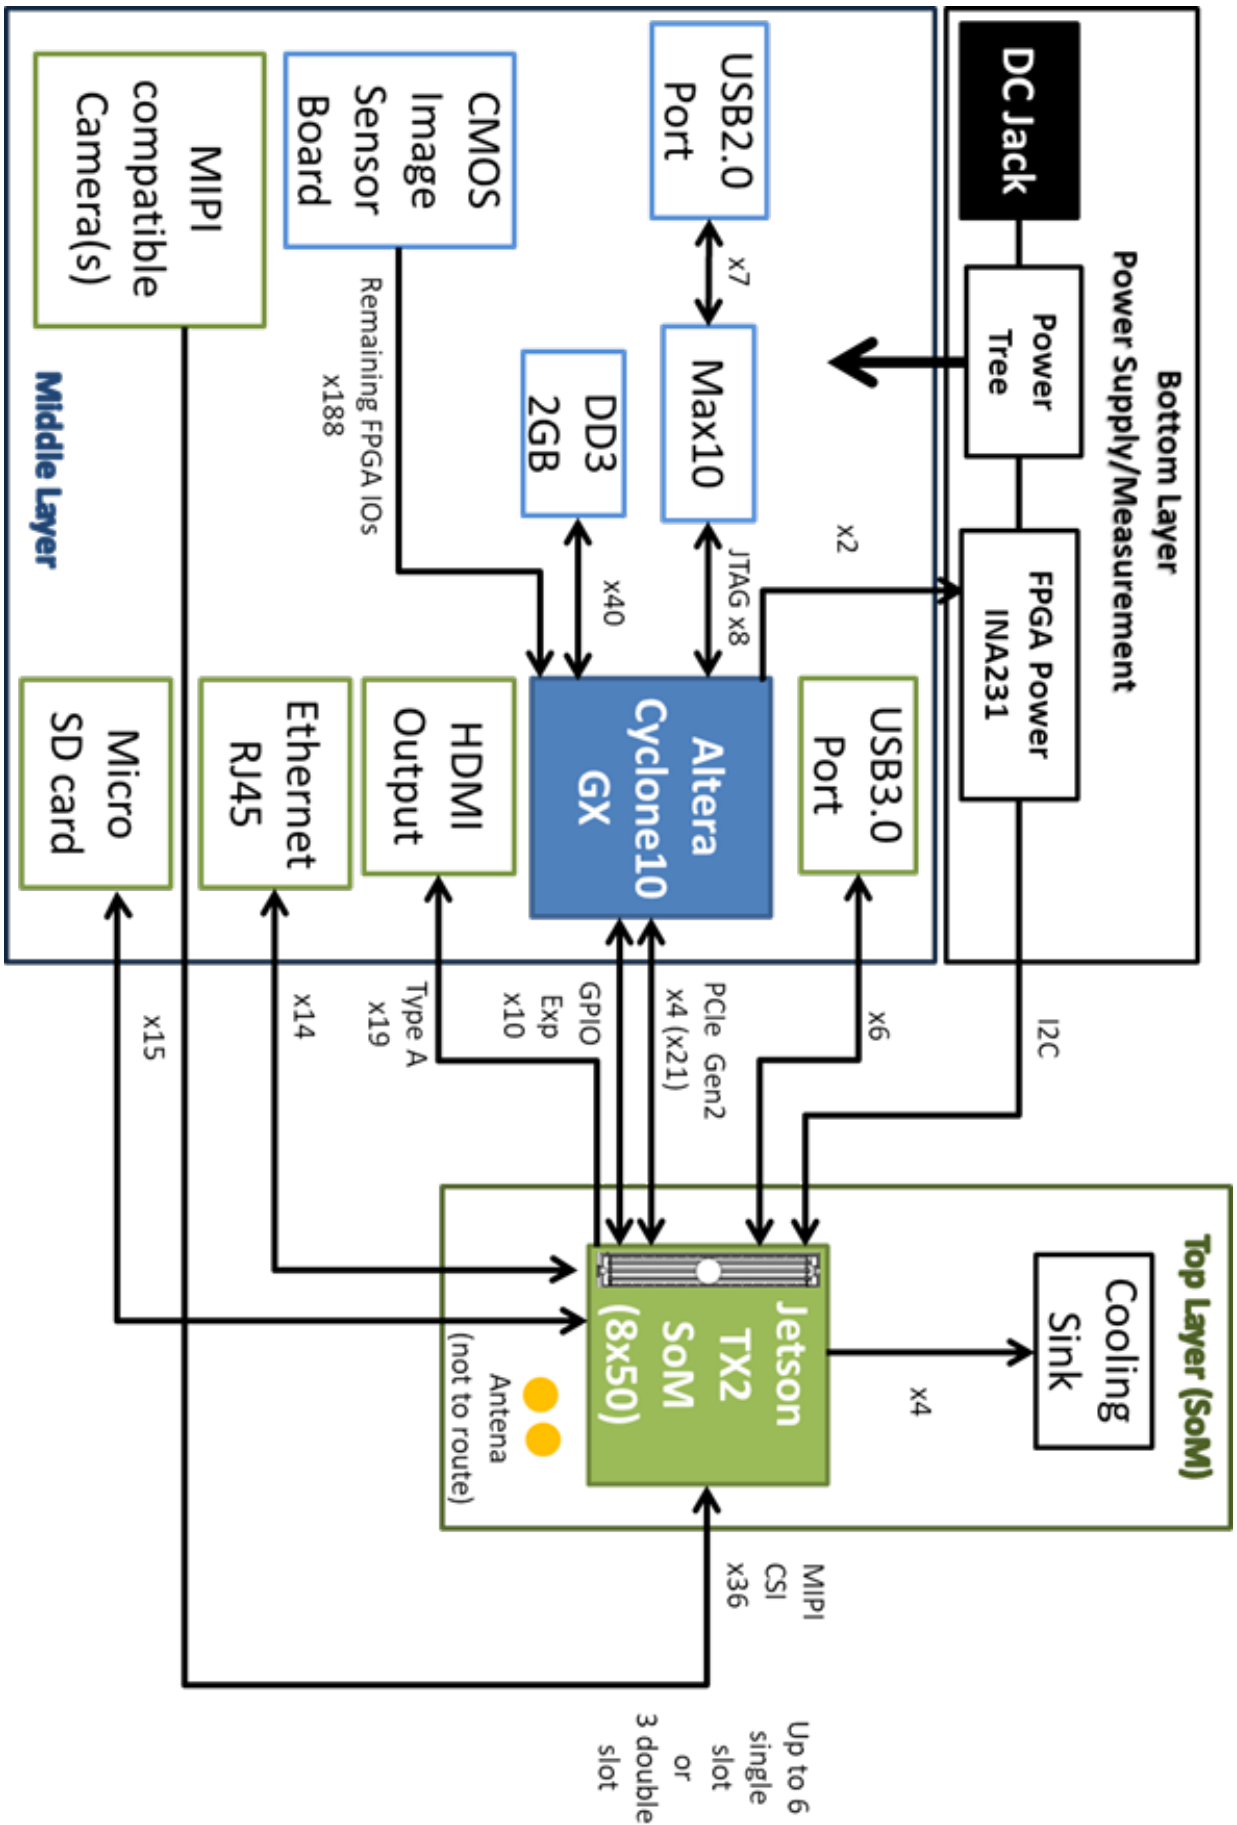 Bottom Layer
Power Supply/Measurement
DC Jack
Power
Tree
FPGA Power
INA231
I2C
x2
USB2.0
Port
x7
Max10
JTAG x8
USB3.0
Port
x6
CMOS
Image
Sensor
Board
Remaining FPGA IOs
x188
DD3
2GB
x40
Altera
Cyclone10
GX
PCIe Gen2
x4 (x21)
GPIO
Exp
x10
HDMI
Output
Type A
x19
Ethernet
RJ45
x14
Micro
SD card
x15
MIPI
compatible
Camera(s)
Middle Layer
Top Layer (SoM)
Cooling
Sink
x4
Jetson
TX2
SoM
(8x50)
Antena
(not to route)
MIPI
CSI
x36
Up to 6
single
slot
or
3 double
slot